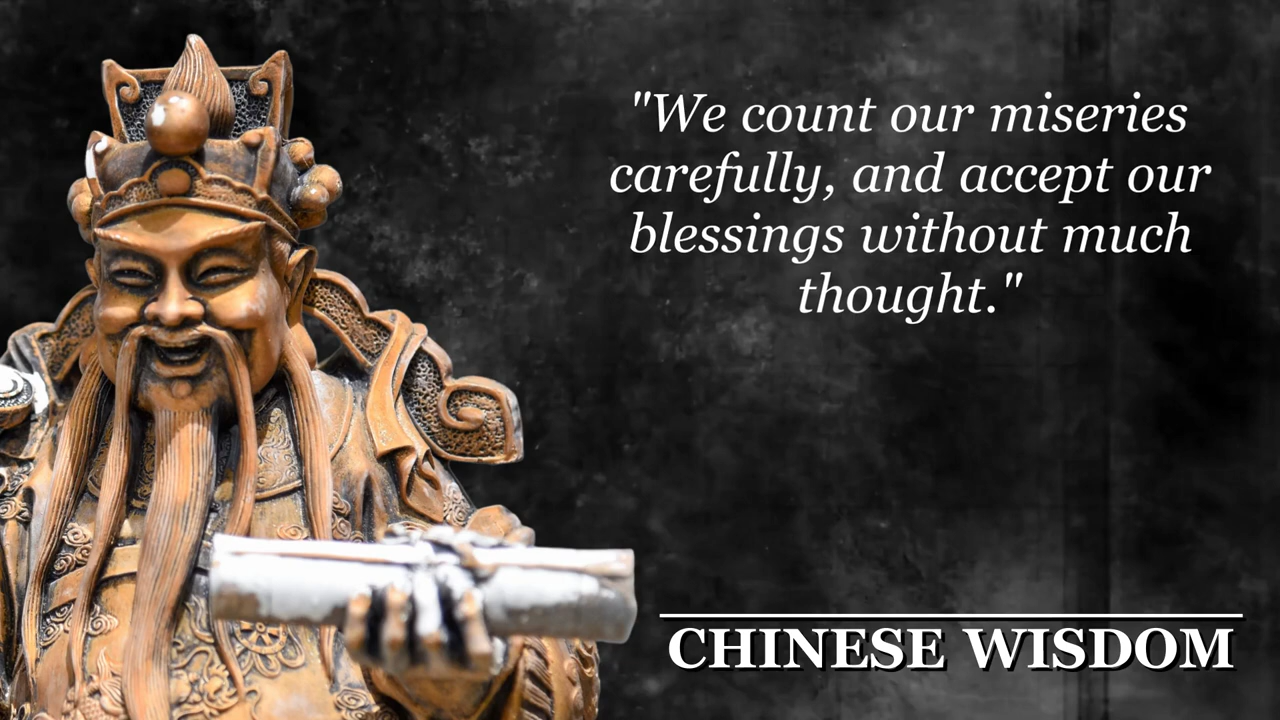 "We count our miseries
carefully, and accept our
blessings without much
thought."
CHINESE WISDOM